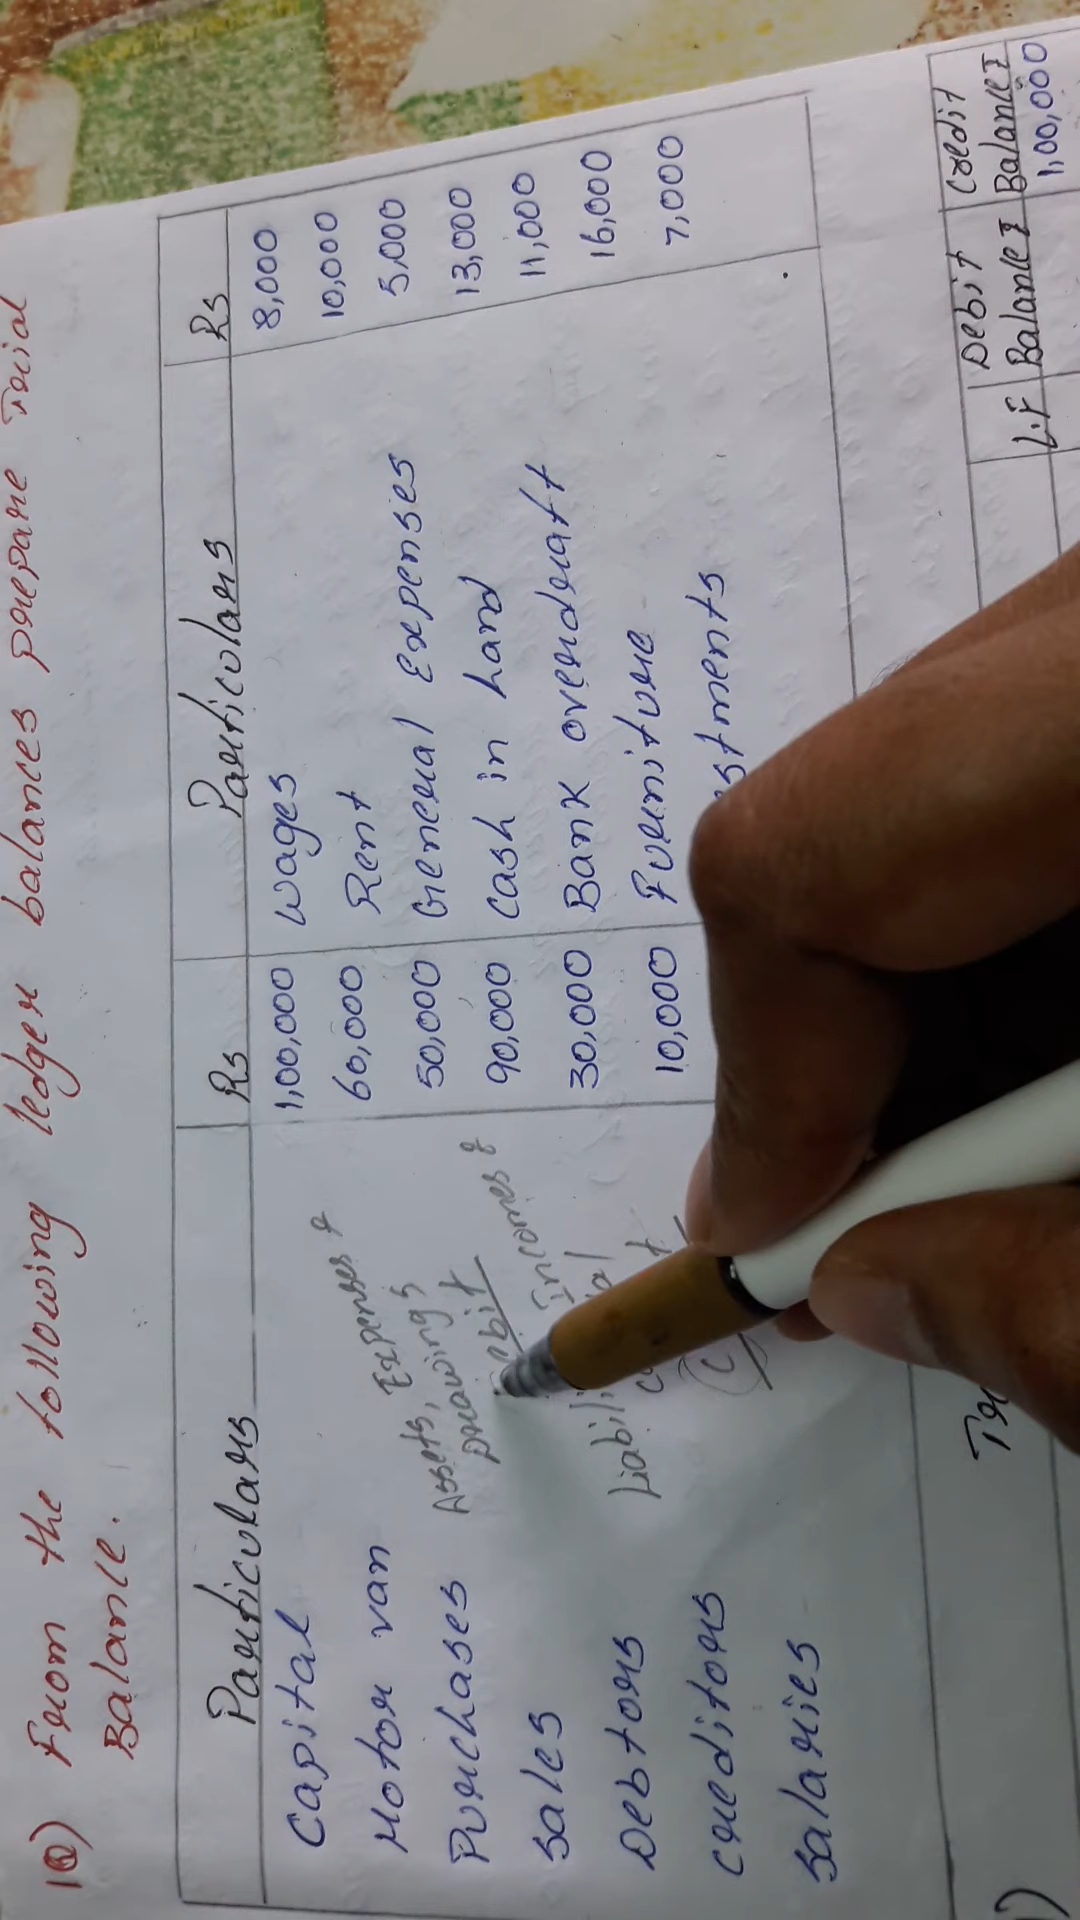 1Q) From the following ledger balances prepare Trial
Balance.
Particulars Rs Particulars Rs
Capital 1,00,000 Wages 8,000
Motor van 60,000 Rent 10,000
Purchases 50,000 General Expenses 5,000
Sales 90,000 Cash in hand 13,000
Debtors 30,000 Bank overdraft 11,000
Creditors 10,000 Furniture 16,000
Salaries stments 7,000
Expenses &
Assets, Drawings
Incomes &
L.F Debit Balance ₹ Credit Balance ₹
1,00,000